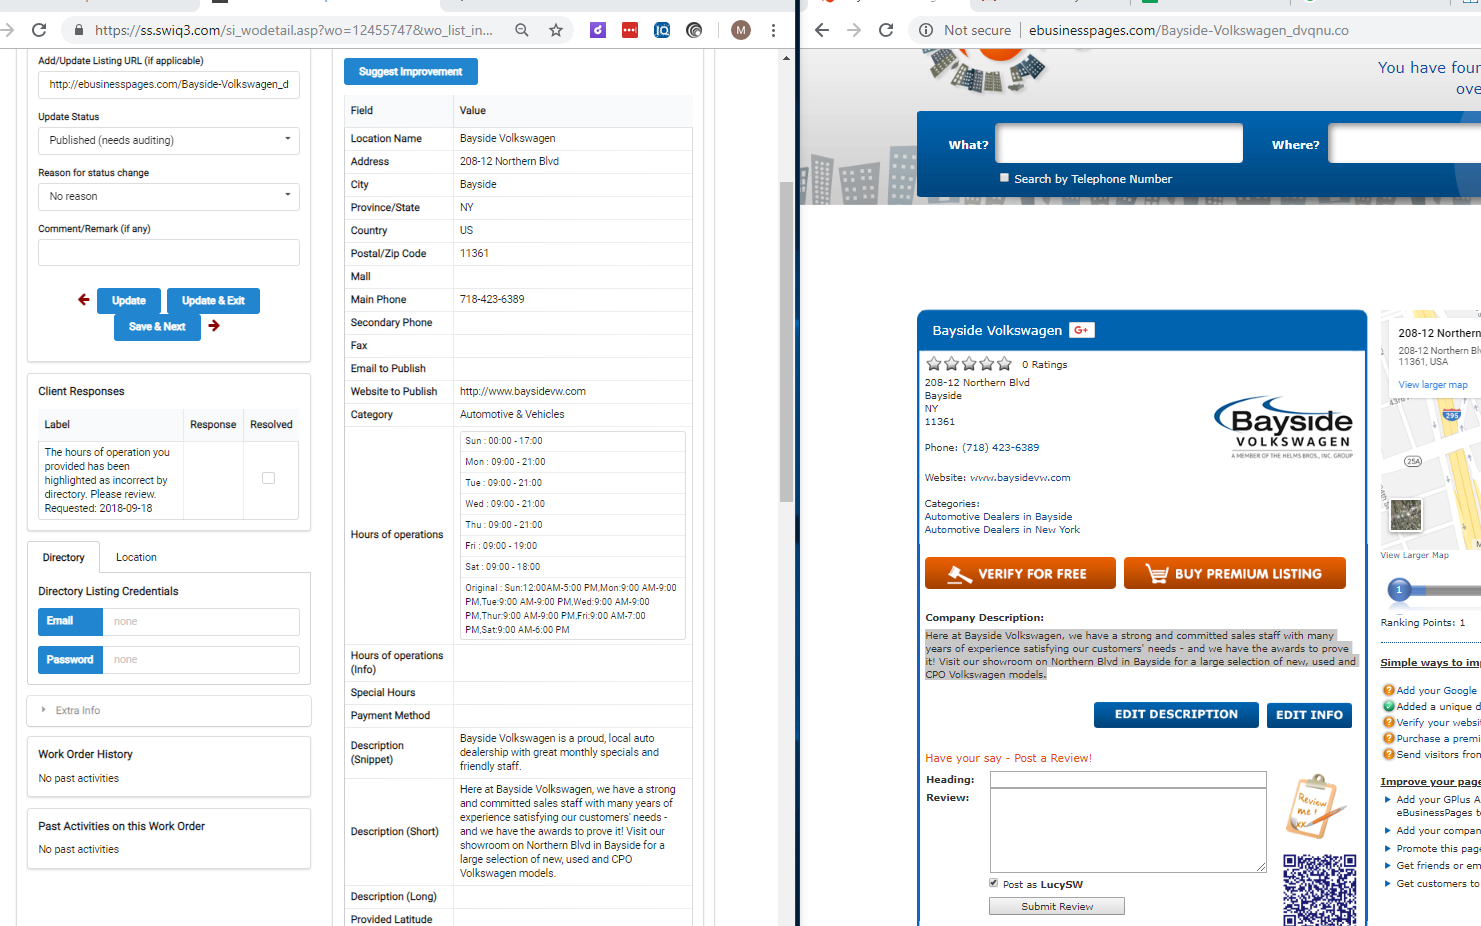 https://ss.swiq3.com/si_wodetail.asp?wo=12455747&wo_list_in...
M
Add/Update Listing URL (if applicable)
http://ebusinesspages.com/Bayside-Volkswagen_d
Update Status
Published (needs auditing)
Reason for status change
No reason
Comment/Remark (if any)
Update
Update & Exit
Save & Next
Client Responses
Label Response Resolved
The hours of operation you
provided has been
highlighted as incorrect by
directory. Please review.
Requested: 2018-09-18
Directory Location
Directory Listing Credentials
Email none
Password none
Extra Info
Work Order History
No past activities
Past Activities on this Work Order
No past activities
Suggest Improvement
Field Value
Location Name Bayside Volkswagen
Address 208-12 Northern Blvd
City Bayside
Province/State NY
Country US
Postal/Zip Code 11361
Mall
Main Phone 718-423-6389
Secondary Phone
Fax
Email to Publish
Website to Publish http://www.baysidevw.com
Category Automotive & Vehicles
Hours of operations
Sun : 00:00 - 17:00
Mon : 09:00 - 21:00
Tue : 09:00 - 21:00
Wed : 09:00 - 21:00
Thu : 09:00 - 21:00
Fri : 09:00 - 19:00
Sat : 09:00 - 18:00
Original : Sun:12:00AM-5:00 PM,Mon:9:00 AM-9:00
PM,Tue:9:00 AM-9:00 PM,Wed:9:00 AM-9:00
PM,Thur:9:00 AM-9:00 PM,Fri:9:00 AM-7:00
PM,Sat:9:00 AM-6:00 PM
Hours of operations
(Info)
Special Hours
Payment Method
Description
(Snippet)
Bayside Volkswagen is a proud, local auto
dealership with great monthly specials and
friendly staff.
Description (Short)
Here at Bayside Volkswagen, we have a strong
and committed sales staff with many years of
experience satisfying our customers' needs -
and we have the awards to prove it! Visit our
showroom on Northern Blvd in Bayside for a
large selection of new, used and CPO
Volkswagen models.
Description (Long)
Provided Latitude
Not secure ebusinesspages.com/Bayside-Volkswagen_dvqnu.co
You have four
ove
What? Where?
Search by Telephone Number
Bayside Volkswagen G+
0 Ratings
208-12 Northern Blvd
Bayside
NY
11361
Phone: (718) 423-6389
Website: www.baysidevw.com
Categories:
Automotive Dealers in Bayside
Automotive Dealers in New York
Bayside
VOLKSWAGEN
A MEMBER OF THE HELMS BROS., INC. GROUP
VERIFY FOR FREE
BUY PREMIUM LISTING
Company Description:
Here at Bayside Volkswagen, we have a strong and committed sales staff with many
years of experience satisfying our customers' needs - and we have the awards to prove
it! Visit our showroom on Northern Blvd in Bayside for a large selection of new, used and
CPO Volkswagen models.
EDIT DESCRIPTION
EDIT INFO
Have your say - Post a Review!
Heading:
Review:
Review
me !
xx
Post as LucySW
Submit Review
208-12 Northern
208-12 Northern Bl
11361, USA
View larger map
295
25A
View Larger Map
1
Ranking Points: 1
Simple ways to imp
Add your Google
Added a unique d
Verify your websit
Purchase a premi
Send visitors from
Improve your page
Add your GPlus A
eBusinessPages t
Add your compan
Promote this page
Get friends or em
Get customers to